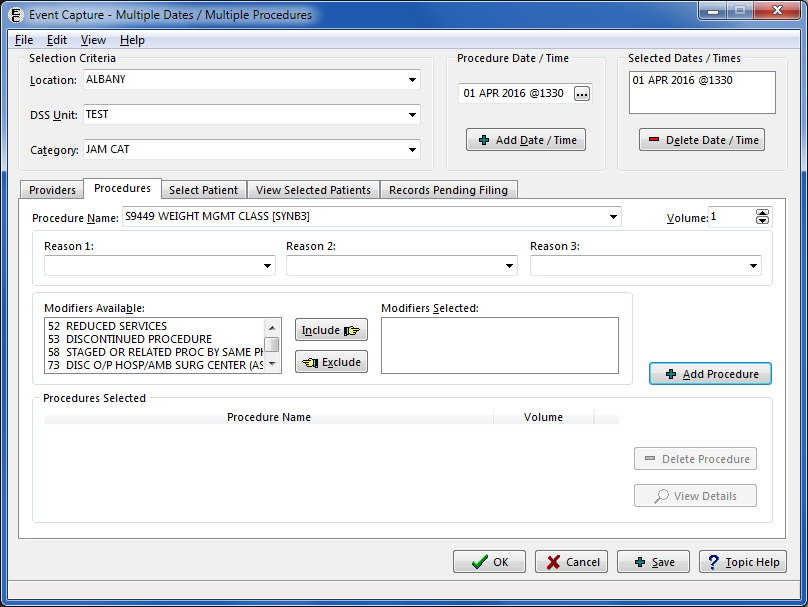 Event Capture - Multiple Dates / Multiple Procedures
File Edit View Help
Selection Criteria
Location: ALBANY
DSS Unit: TEST
Category: JAM CAT
Procedure Date / Time
01 APR 2016 @1330 ...
Add Date / Time
Selected Dates / Times
01 APR 2016 @1330
Delete Date / Time
Providers Procedures Select Patient View Selected Patients Records Pending Filing
Procedure Name: S9449 WEIGHT MGMT CLASS [SYNB3] Volume: 1
Reason 1: Reason 2: Reason 3:
Modifiers Available:
52 REDUCED SERVICES
53 DISCONTINUED PROCEDURE
58 STAGED OR RELATED PROC BY SAME PH
73 DISC O/P HOSP/AMB SURG CENTER (AS
Include
Exclude
Modifiers Selected:
Add Procedure
Procedures Selected
Procedure Name Volume
Delete Procedure
View Details
OK Cancel Save ? Topic Help